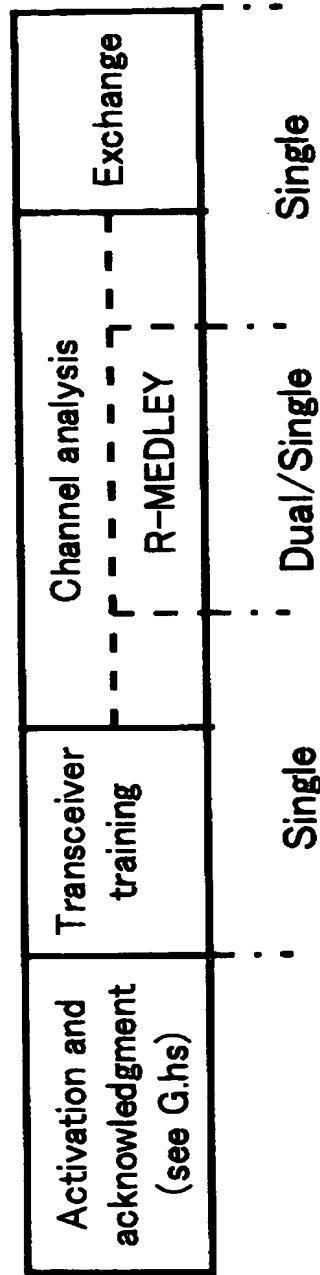 Activation and
acknowledgment
(see G.hs)
Transceiver
training
Channel analysis
R-MEDLEY
Exchange
Single
Dual/Single
Single